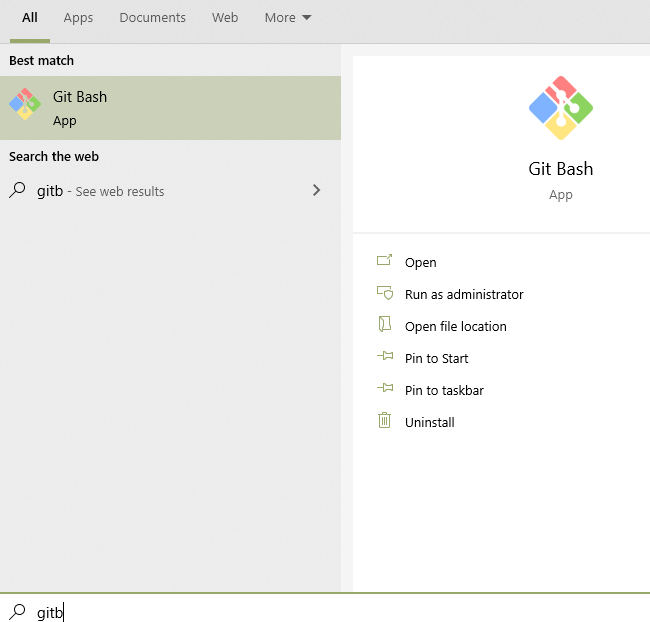 All Apps Documents Web More
Best match
Git Bash
App
Search the web
gitb - See web results
Git Bash
App
Open
Run as administrator
Open file location
Pin to Start
Pin to taskbar
Uninstall
gitb